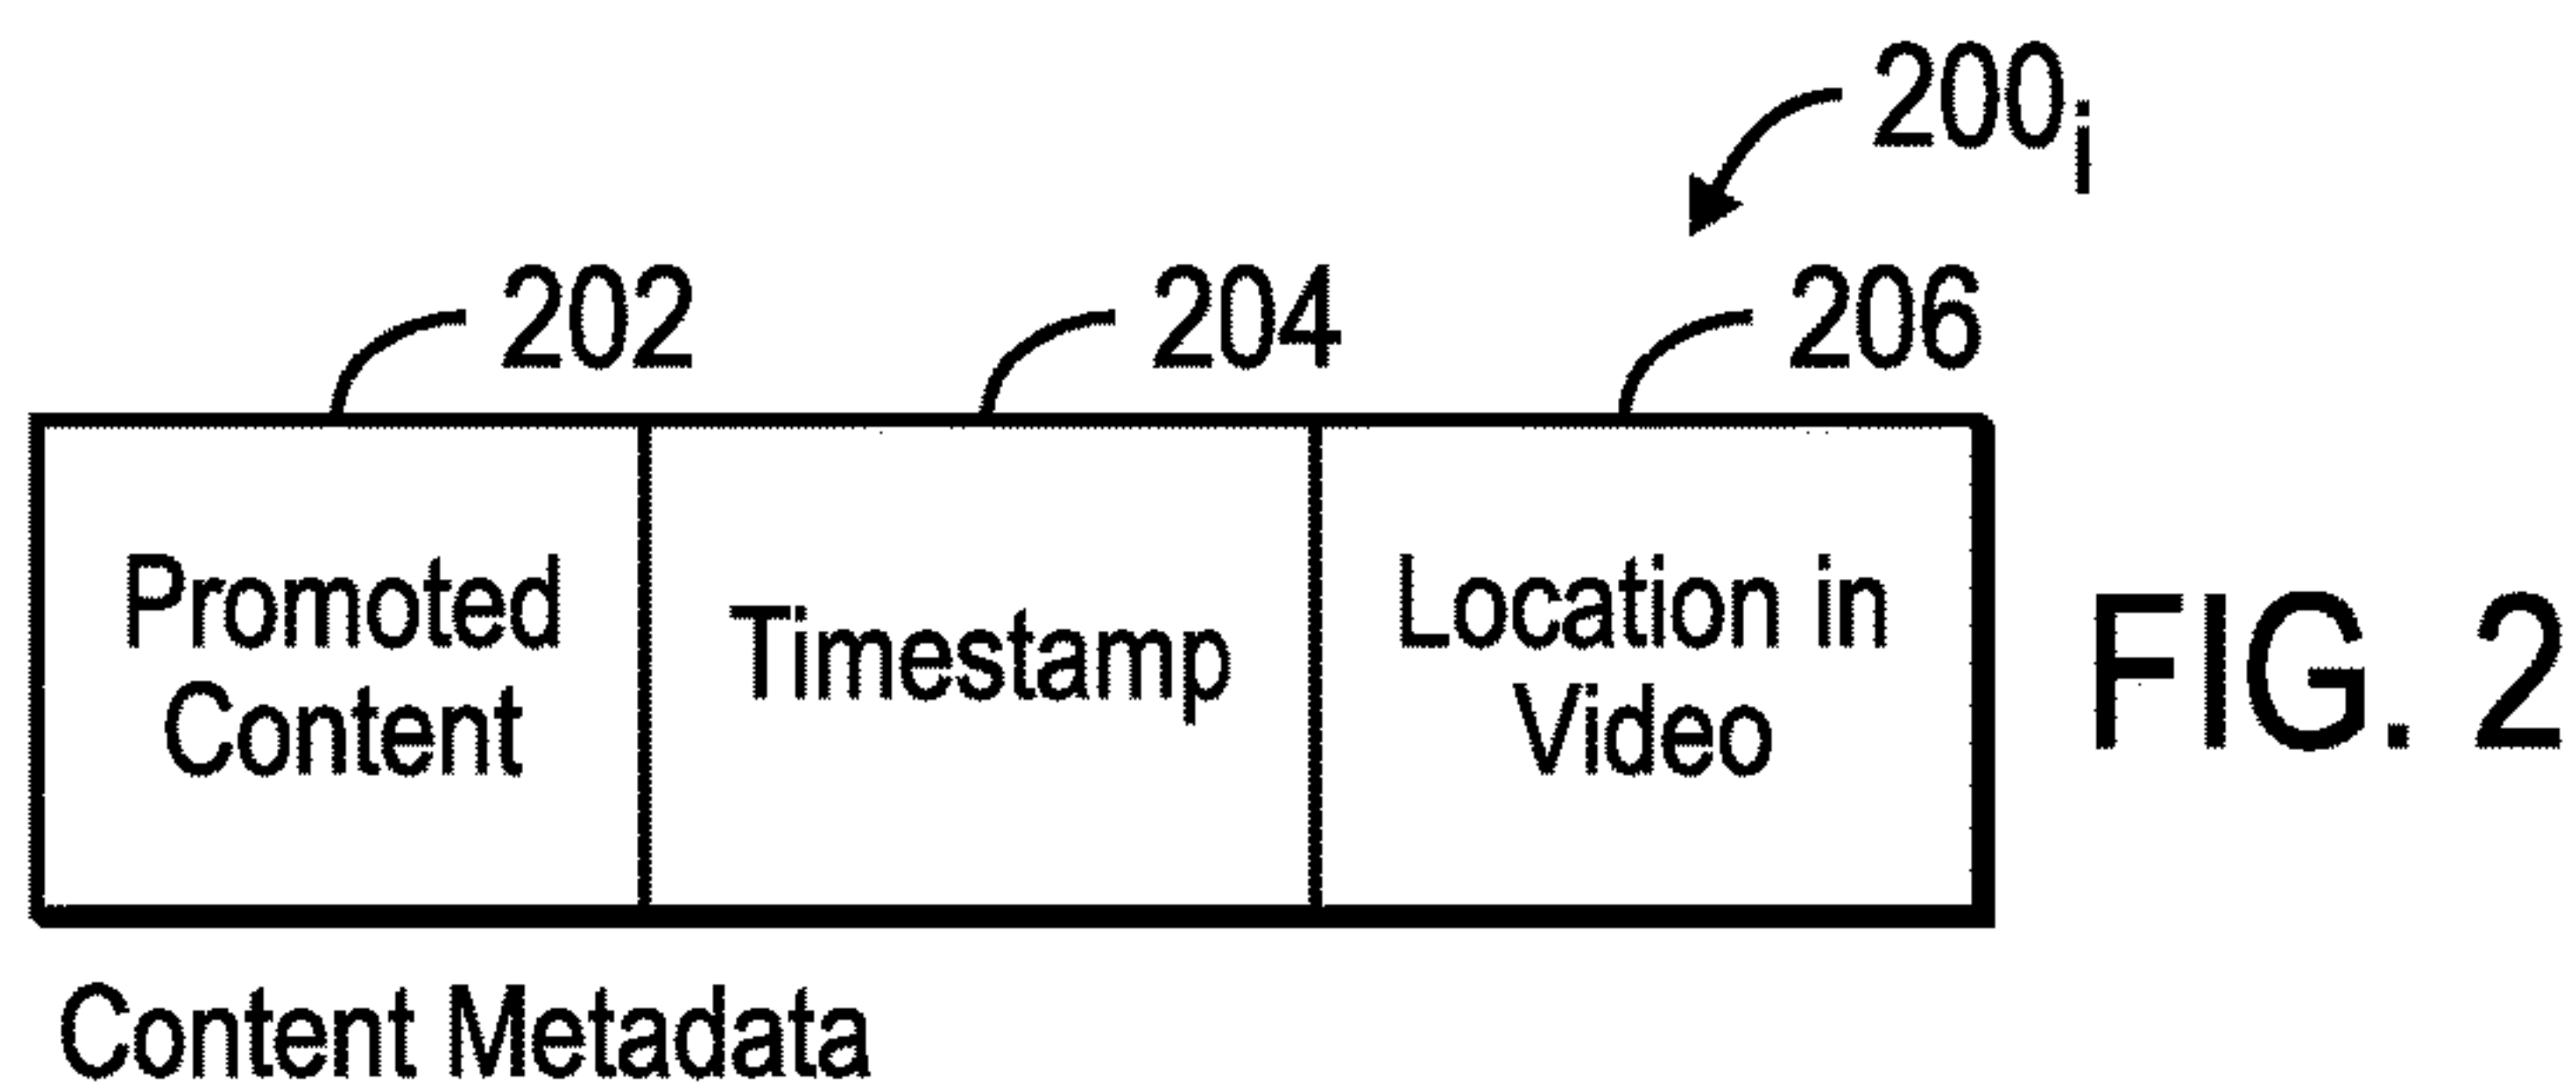 200i
202 204 206
Promoted Content
Timestamp
Location in Video
FIG. 2
Content Metadata